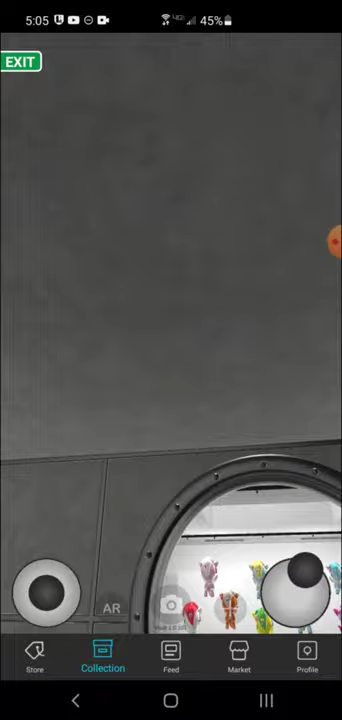 5:05
45%
EXIT
AR
Store
Collection
Feed
Market
Profile